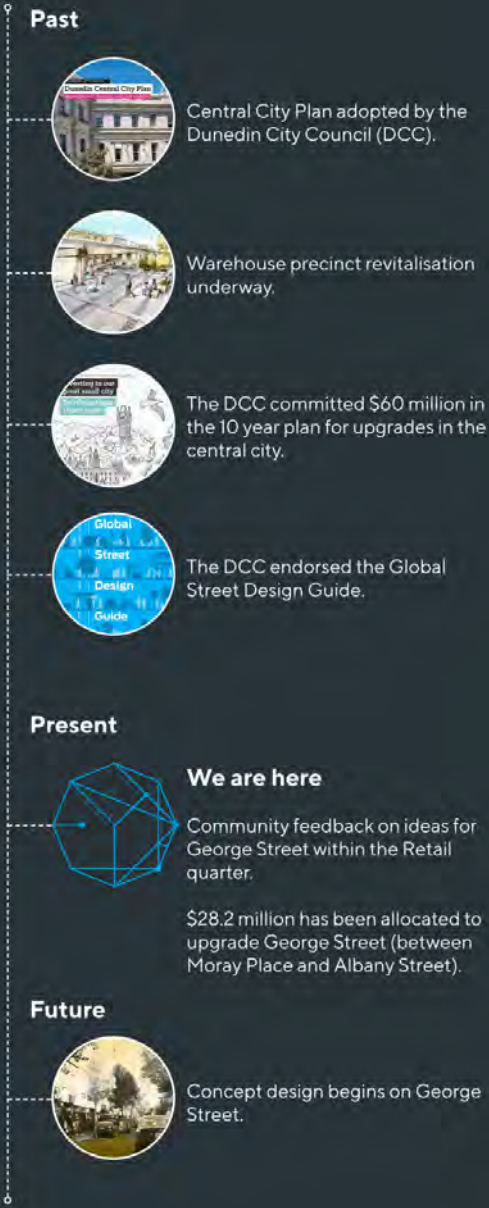 Past
Dunedin Central City Plan
Central City Plan adopted by the
Dunedin City Council (DCC).
Warehouse precinct revitalisation
underway.
great small city
The DCC committed $60 million in
the 10 year plan for upgrades in the
central city.
Global
Street
Design
Guide
The DCC endorsed the Global
Street Design Guide.
Present
We are here
Community feedback on ideas for
George Street within the Retail
quarter.
$28.2 million has been allocated to
upgrade George Street (between
Moray Place and Albany Street).
Future
Concept design begins on George
Street.